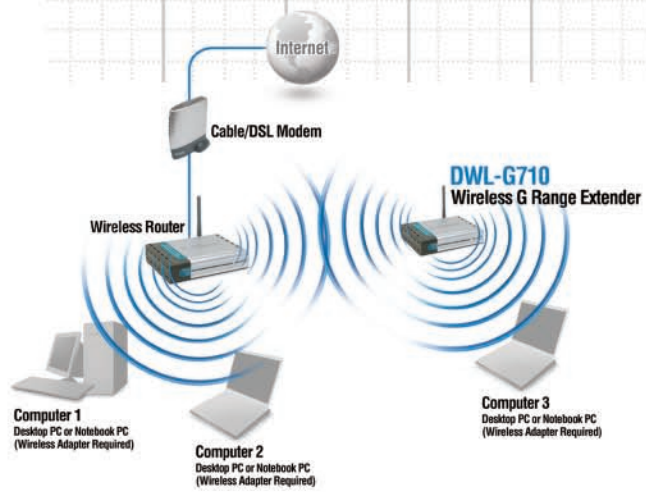 Internet
Cable/DSL Modem
DWL-G710
Wireless G Range Extender
Wireless Router
Computer 1
Desktop PC or Notebook PC
(Wireless Adapter Required)
Computer 2
Desktop PC or Notebook PC
(Wireless Adapter Required)
Computer 3
Desktop PC or Notebook PC
(Wireless Adapter Required)